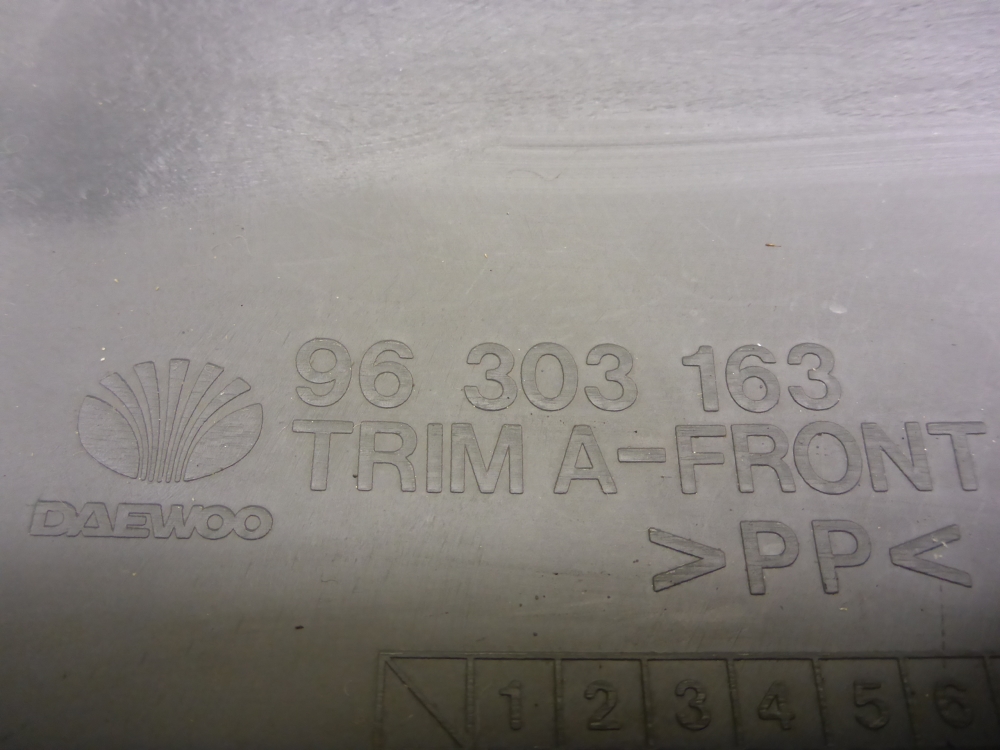 96 303 163
TRIM A-FRONT
DAEWOO
>PP<
1 2 3 4 5 6